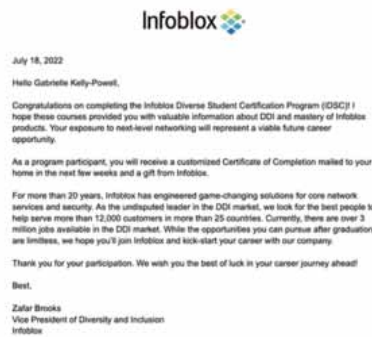 Infoblox
July 18, 2022
Hello Gabrielle Kelly-Powell,
Congratulations on completing the Infoblox Diverse Student Certification Program (IDSC)! I
hope these courses provided you with valuable information about DDI and mastery of Infoblox
products. Your exposure to next-level networking will represent a viable future career
opportunity.
As a program participant, you will receive a customized Certificate of Completion mailed to your
home in the next few weeks and a gift from Infoblox.
For more than 20 years, Infoblox has engineered game-changing solutions for core network
services and security. As the undisputed leader in the DDI market, we look for the best people to
help serve more than 12,000 customers in more than 25 countries. Currently, there are over 3
million jobs available in the DDI market. While the opportunities you can pursue after graduation
are limitless, we hope you'll join Infoblox and kick-start your career with our company.
Thank you for your participation. We wish you the best of luck in your career journey ahead!
Best,
Zafar Brooks
Vice President of Diversity and Inclusion
Infoblox